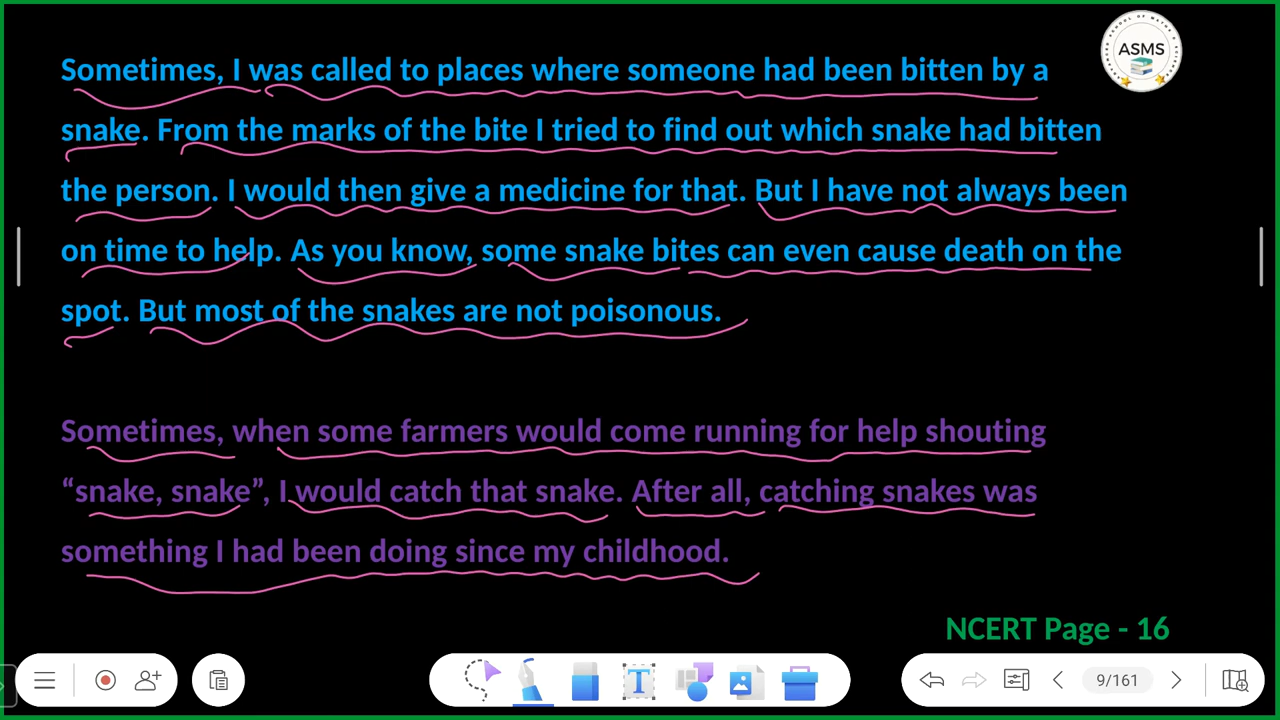 ASMS
Sometimes, I was called to places where someone had been bitten by a
snake. From the marks of the bite I tried to find out which snake had bitten
the person. I would then give a medicine for that. But I have not always been
on time to help. As you know, some snake bites can even cause death on the
spot. But most of the snakes are not poisonous.
Sometimes, when some farmers would come running for help shouting
“snake, snake”, I would catch that snake. After all, catching snakes was
something I had been doing since my childhood.
NCERT Page - 16
T
9/161